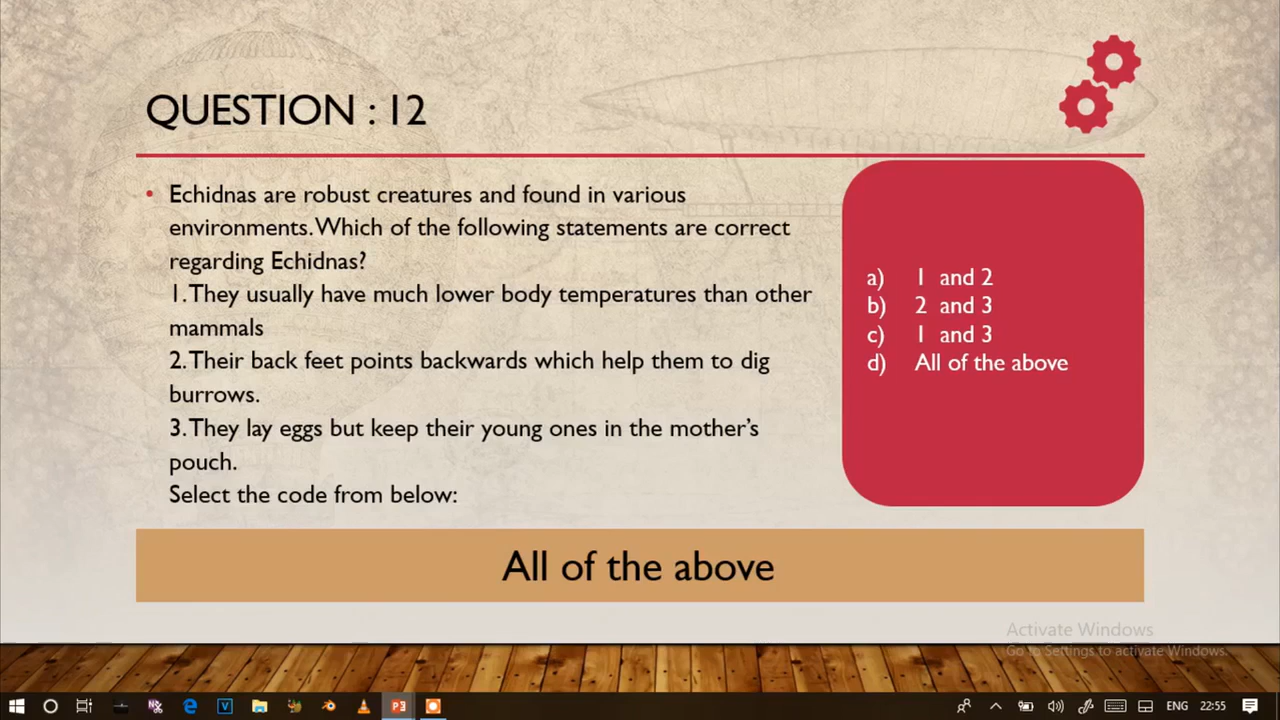 QUESTION : 12
• Echidnas are robust creatures and found in various
environments. Which of the following statements are correct
regarding Echidnas?
1. They usually have much lower body temperatures than other
mammals
2. Their back feet points backwards which help them to dig
burrows.
3. They lay eggs but keep their young ones in the mother’s
pouch.
Select the code from below:
a) 1 and 2
b) 2 and 3
c) 1 and 3
d) All of the above
All of the above
Activate Windows
Go to Settings to activate Windows.
ENG 22:55